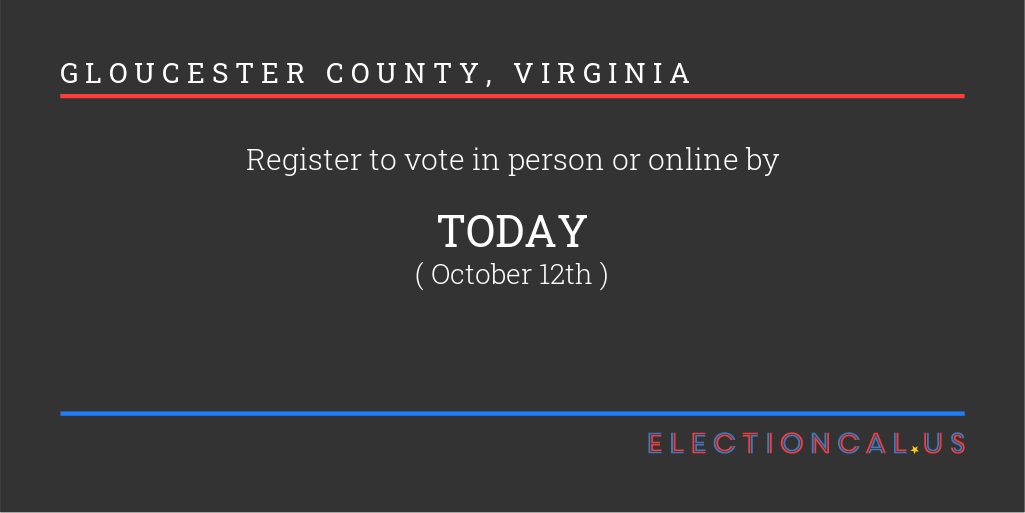 GLOUCESTER COUNTY, VIRGINIA
Register to vote in person or online by
TODAY
( October 12th )
ELECTIONCAL.US